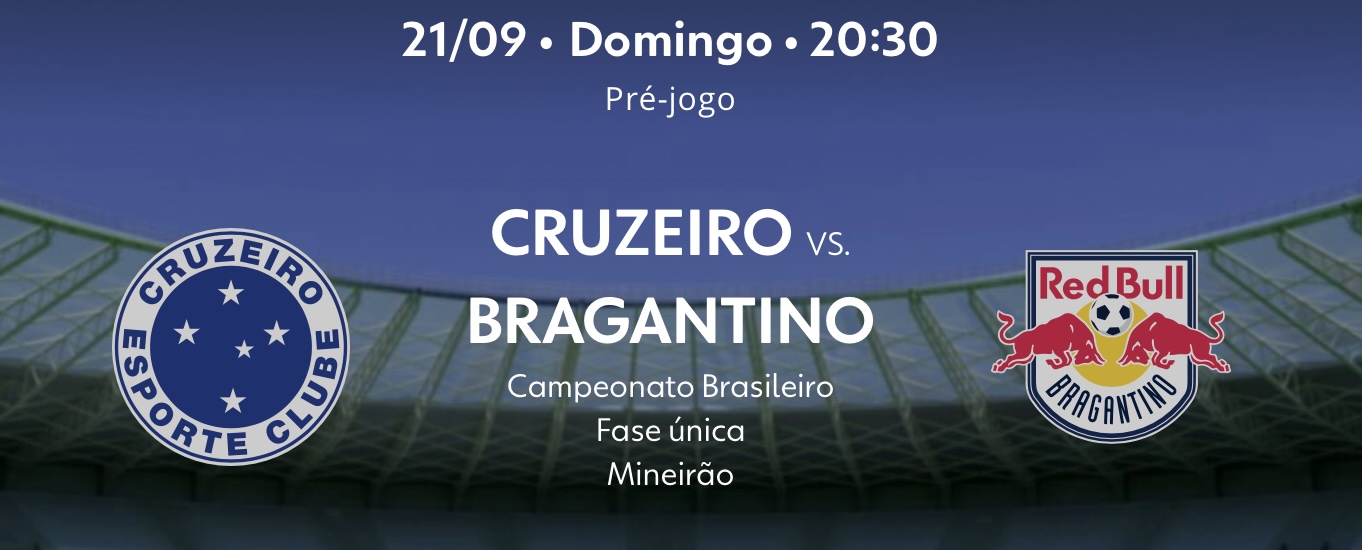 21/09 • Domingo • 20:30
Pré-jogo
CRUZEIRO VS.
BRAGANTINO
Campeonato Brasileiro
Fase única
Mineirão
CRUZEIRO
ESPORTE CLUBE
Red Bull
BRAGANTINO